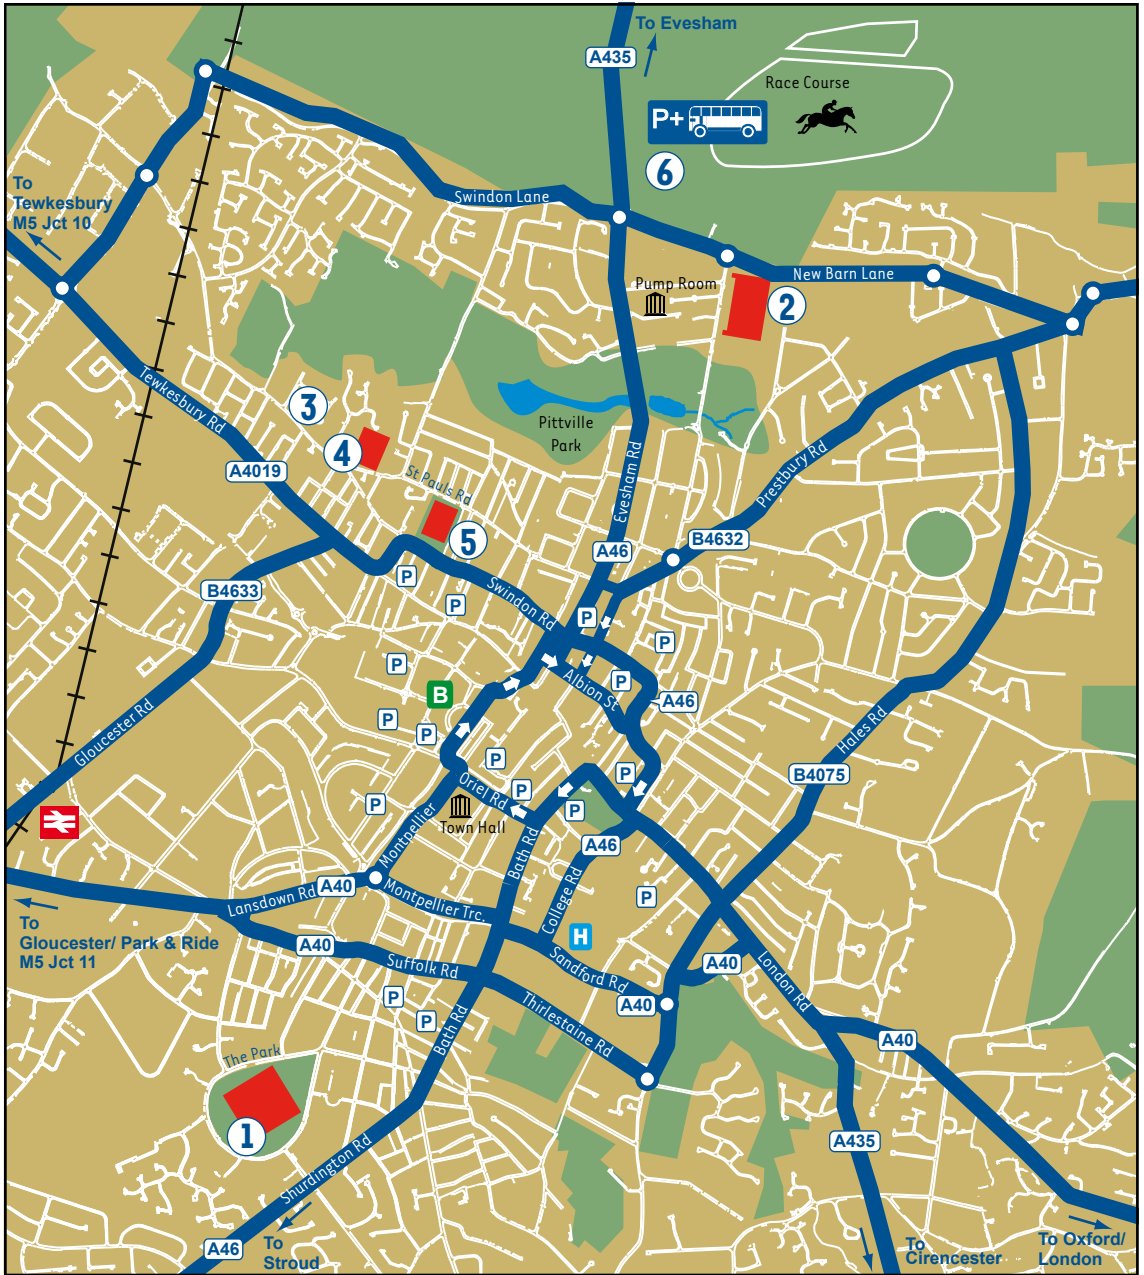 To Evesham
A435
Race Course
P+
6
To
Tewkesbury
M5 Jct 10
Swindon Lane
New Barn Lane
Pump Room
2
Tewkesbury Rd
3
4
Pittville
Park
A4019
St Pauls Rd
Evesham Rd
Prestbury Rd
5
A46
B4632
P
B4633
P
Swindon Rd
P
P
P
B
Albion St
P
A46
P
P
Gloucester Rd
Hales Rd
P
P
B4075
Oriel Rd
P
P
P
Montpellier
Town Hall
Bath Rd
A46
College Rd
Lansdown Rd
A40
Montpellier Trc.
P
To
Gloucester/ Park & Ride
M5 Jct 11
A40
Suffolk Rd
H
Sandford Rd
A40
London Rd
P
P
Bath Rd
Thirlestaine Rd
A40
A40
The Park
1
A435
Shurdington Rd
A46
To
Stroud
To
Cirencester
To Oxford/
London